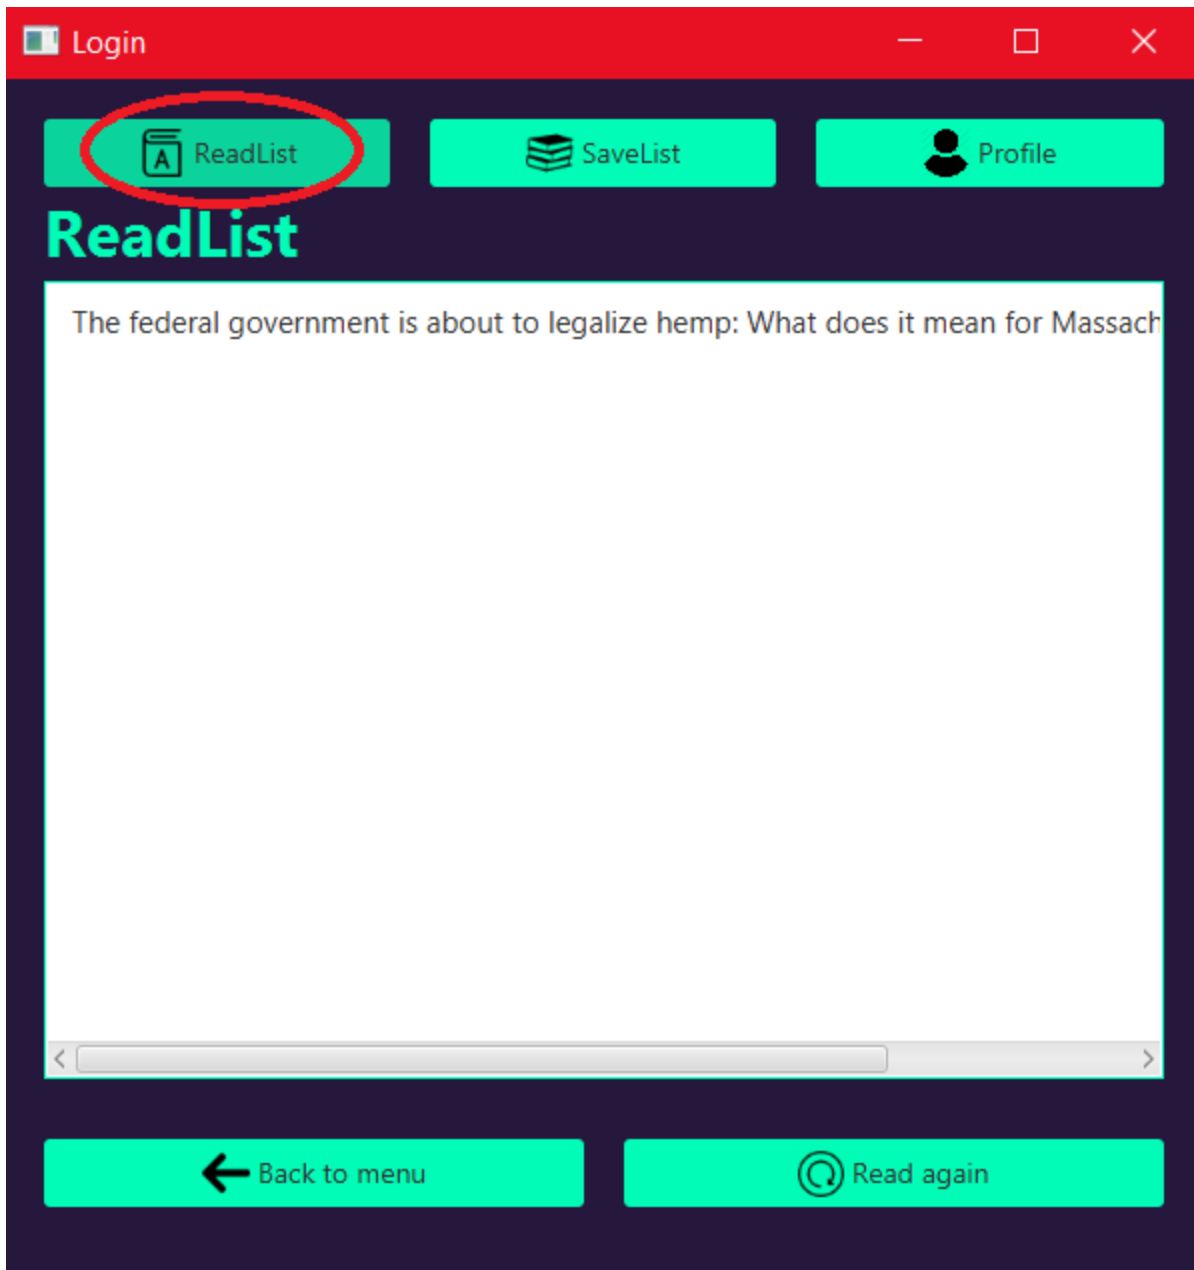 Login
ReadList
SaveList
Profile
ReadList
The federal government is about to legalize hemp: What does it mean for Massach
Back to menu
Read again